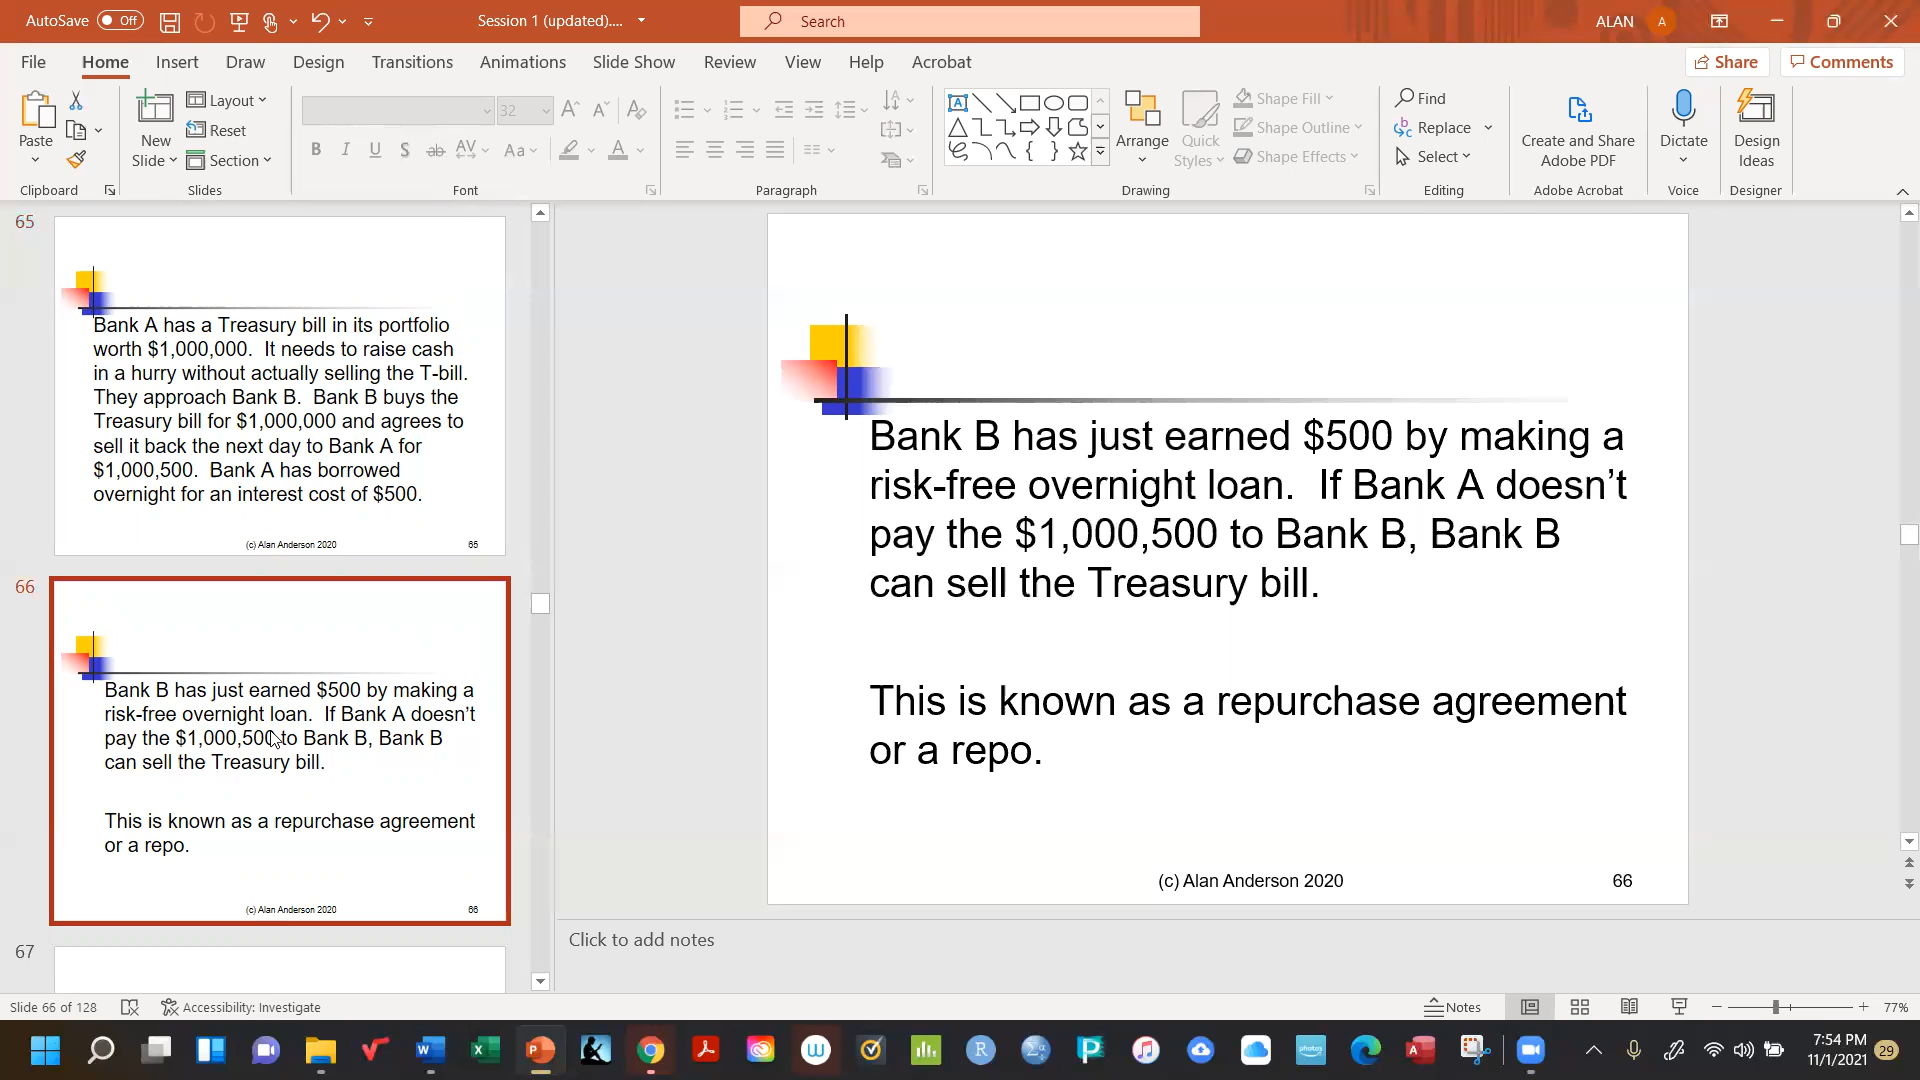 AutoSave Off
Session 1 (updated)....
Search
ALAN A
File Home Insert Draw Design Transitions Animations Slide Show Review View Help Acrobat
Share Comments
Paste
New Slide
Layout
Reset
Section
32
Find
Replace
Select
Arrange
Quick Styles
Shape Fill
Shape Outline
Shape Effects
Create and Share Adobe PDF
Dictate
Design Ideas
Clipboard Slides Font Paragraph Drawing Editing Adobe Acrobat Voice Designer
65
Bank A has a Treasury bill in its portfolio
worth $1,000,000.  It needs to raise cash
in a hurry without actually selling the T-bill.
They approach Bank B.  Bank B buys the
Treasury bill for $1,000,000 and agrees to
sell it back the next day to Bank A for
$1,000,500.  Bank A has borrowed
overnight for an interest cost of $500.
(c) Alan Anderson 2020 65
66
Bank B has just earned $500 by making a
risk-free overnight loan.  If Bank A doesn’t
pay the $1,000,500 to Bank B, Bank B
can sell the Treasury bill.
This is known as a repurchase agreement
or a repo.
(c) Alan Anderson 2020 66
67
Bank B has just earned $500 by making a
risk-free overnight loan.  If Bank A doesn’t
pay the $1,000,500 to Bank B, Bank B
can sell the Treasury bill.
This is known as a repurchase agreement
or a repo.
(c) Alan Anderson 2020 66
Click to add notes
Slide 66 of 128 Accessibility: Investigate Notes 77%
7:54 PM
11/1/2021 29